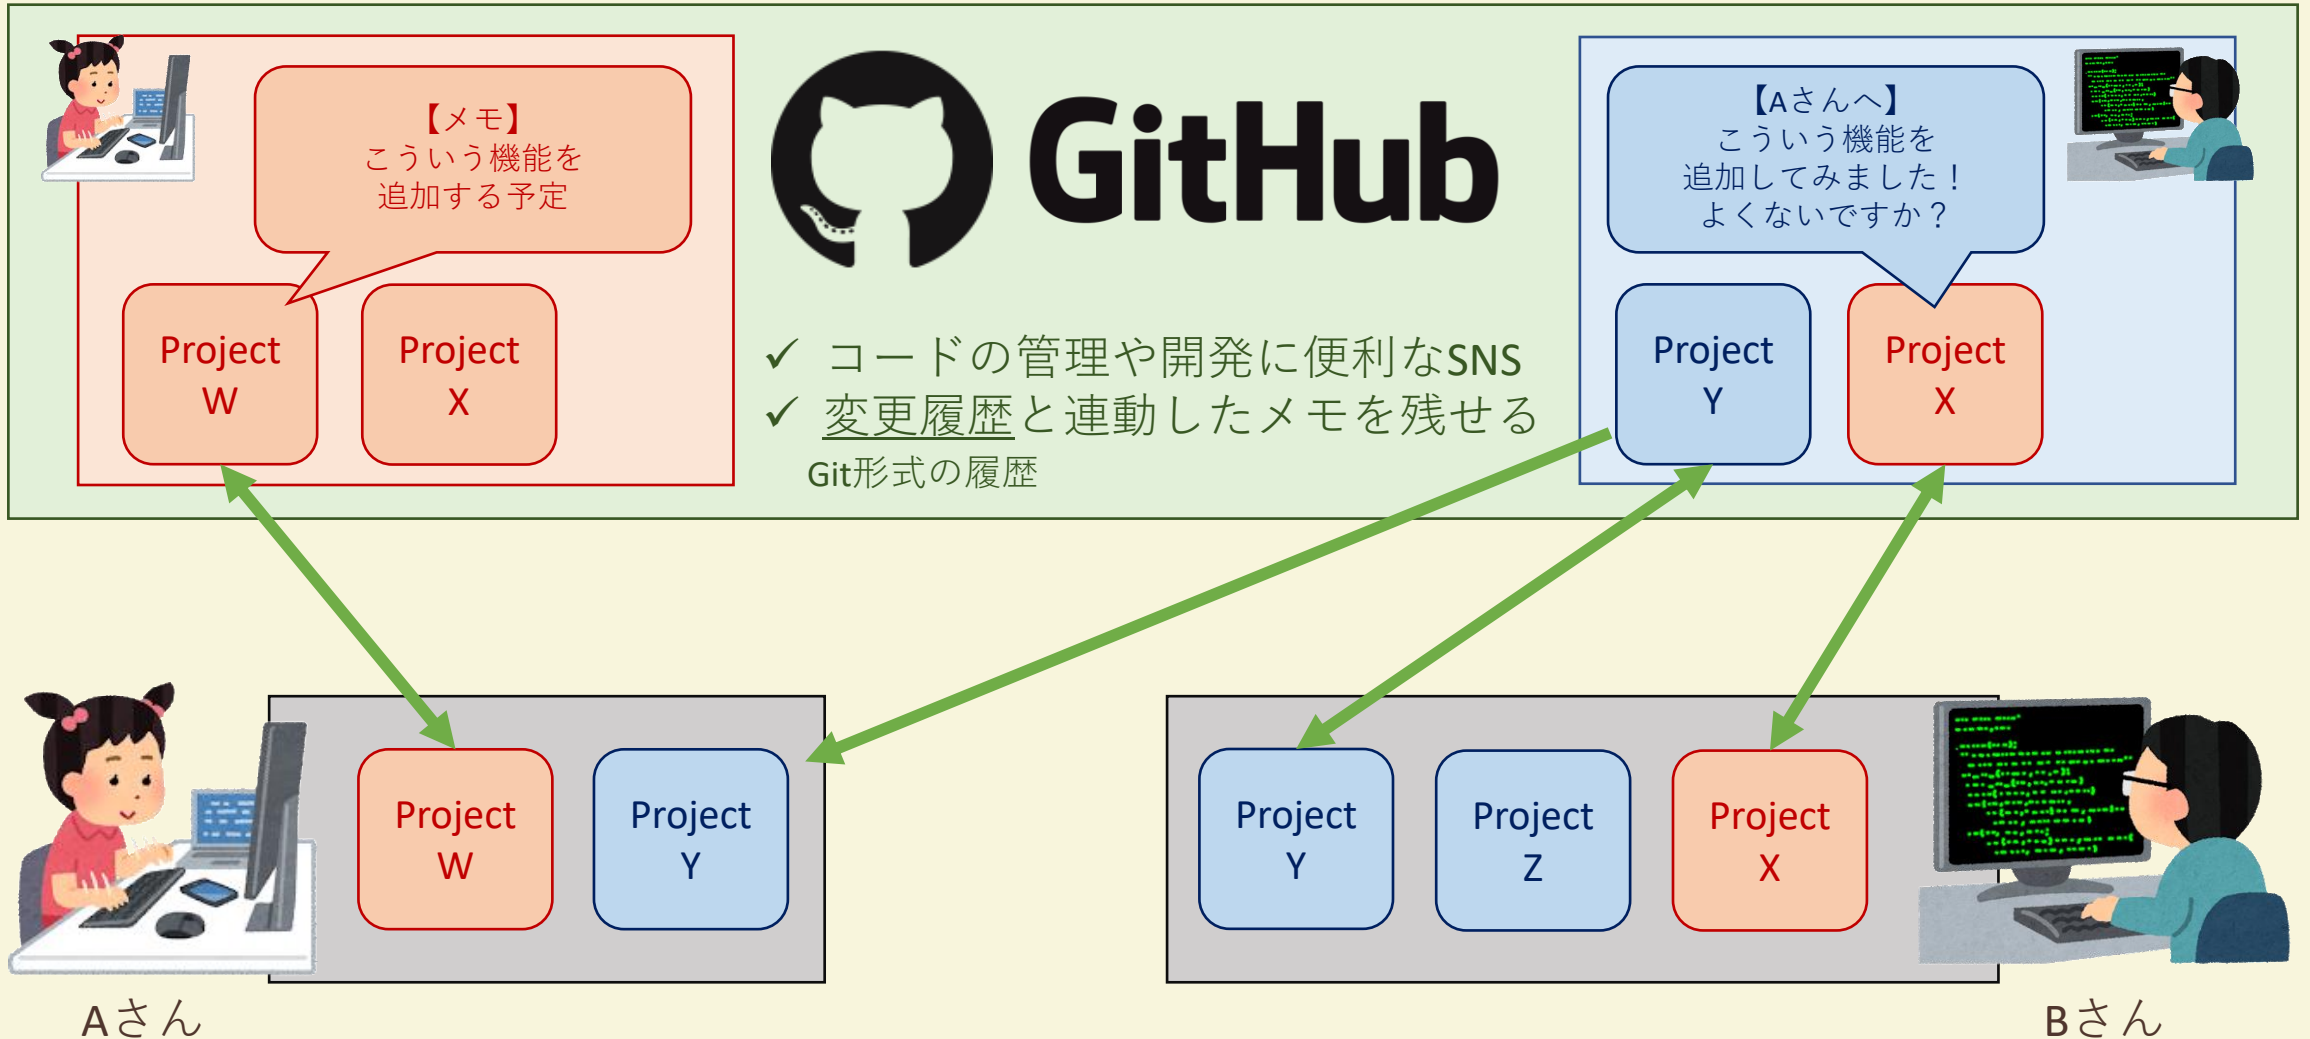 【メモ】
こういう機能を
追加する予定
Project
W
Project
X
GitHub
✓ コードの管理や開発に便利なSNS
✓ 変更履歴と連動したメモを残せる
Git形式の履歴
【Aさんへ】
こういう機能を
追加してみました！
よくないですか？
Project
Y
Project
X
Project
W
Project
Y
Aさん
Project
Y
Project
Z
Project
X
Bさん